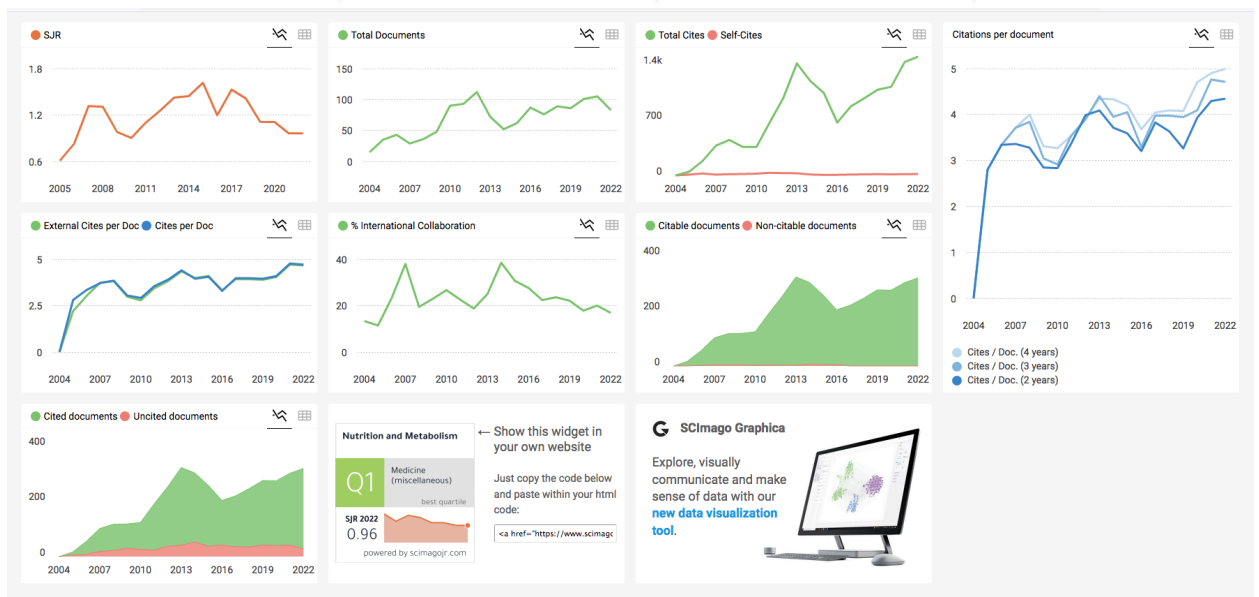 SJR
1.8
1.2
0.6
2005 2008 2011 2014 2017 2020
Total Documents
150
100
50
0
2004 2007 2010 2013 2016 2019 2022
Total Cites Self-Cites
1.4k
700
0
2004 2007 2010 2013 2016 2019 2022
Citations per document
5
4
3
2
1
0
2004 2007 2010 2013 2016 2019 2022
Cites / Doc. (4 years)
Cites / Doc. (3 years)
Cites / Doc. (2 years)
External Cites per Doc Cites per Doc
5
2.5
0
2004 2007 2010 2013 2016 2019 2022
% International Collaboration
40
20
0
2004 2007 2010 2013 2016 2019 2022
Citable documents Non-citable documents
400
200
0
2004 2007 2010 2013 2016 2019 2022
Cited documents Uncited documents
400
200
0
2004 2007 2010 2013 2016 2019 2022
Nutrition and Metabolism
Q1
Medicine
(miscellaneous)
best quartile
SJR 2022
0.96
powered by scimagojr.com
← Show this widget in
your own website
Just copy the code below
and paste within your html
code:
<a href="https://www.scimagc
SCImago Graphica
Explore, visually
communicate and make
sense of data with our
new data visualization
tool.